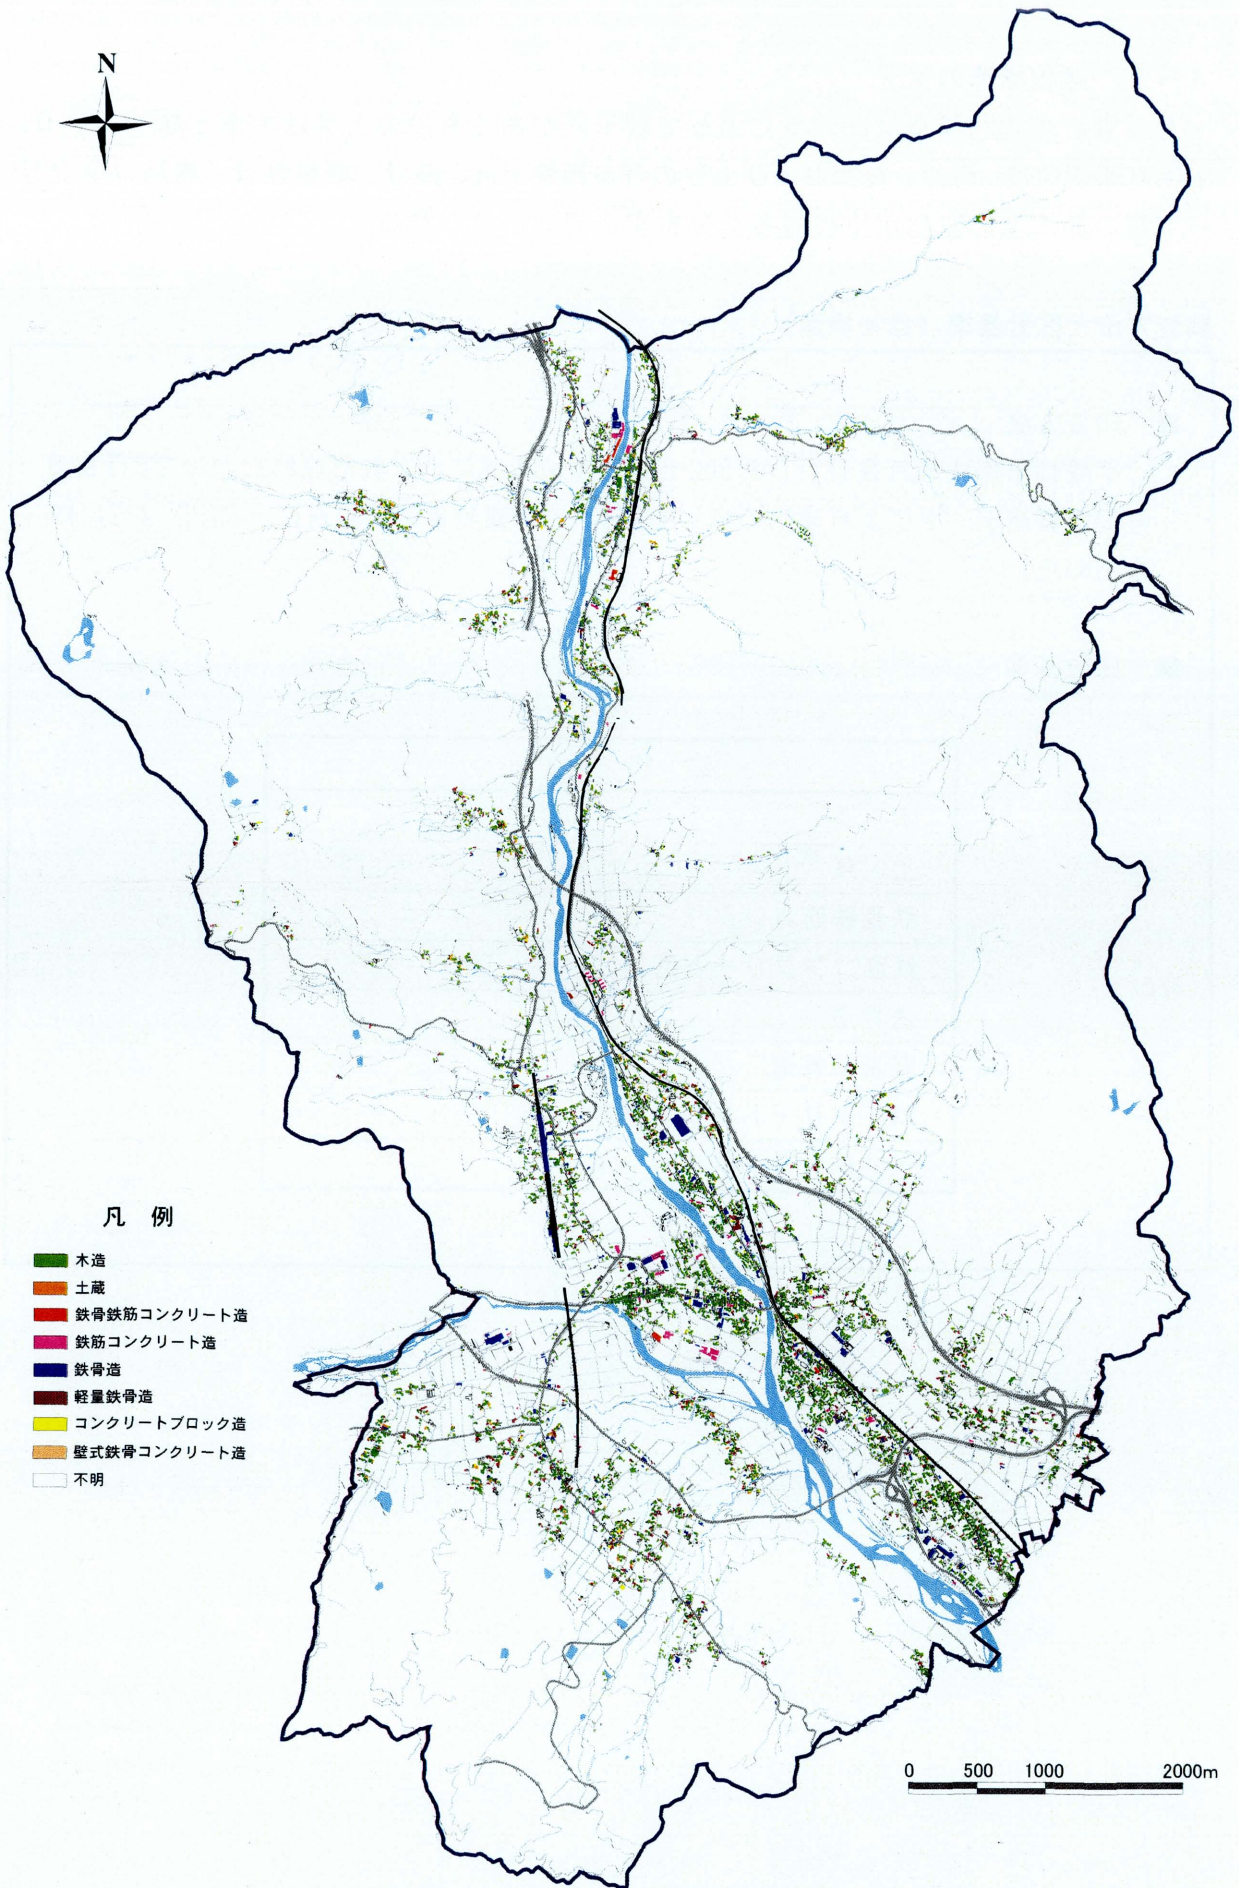 N
凡 例
木造
土蔵
鉄骨鉄筋コンクリート造
鉄筋コンクリート造
鉄骨造
軽量鉄骨造
コンクリートブロック造
壁式鉄骨コンクリート造
不明
0 500 1000 2000m